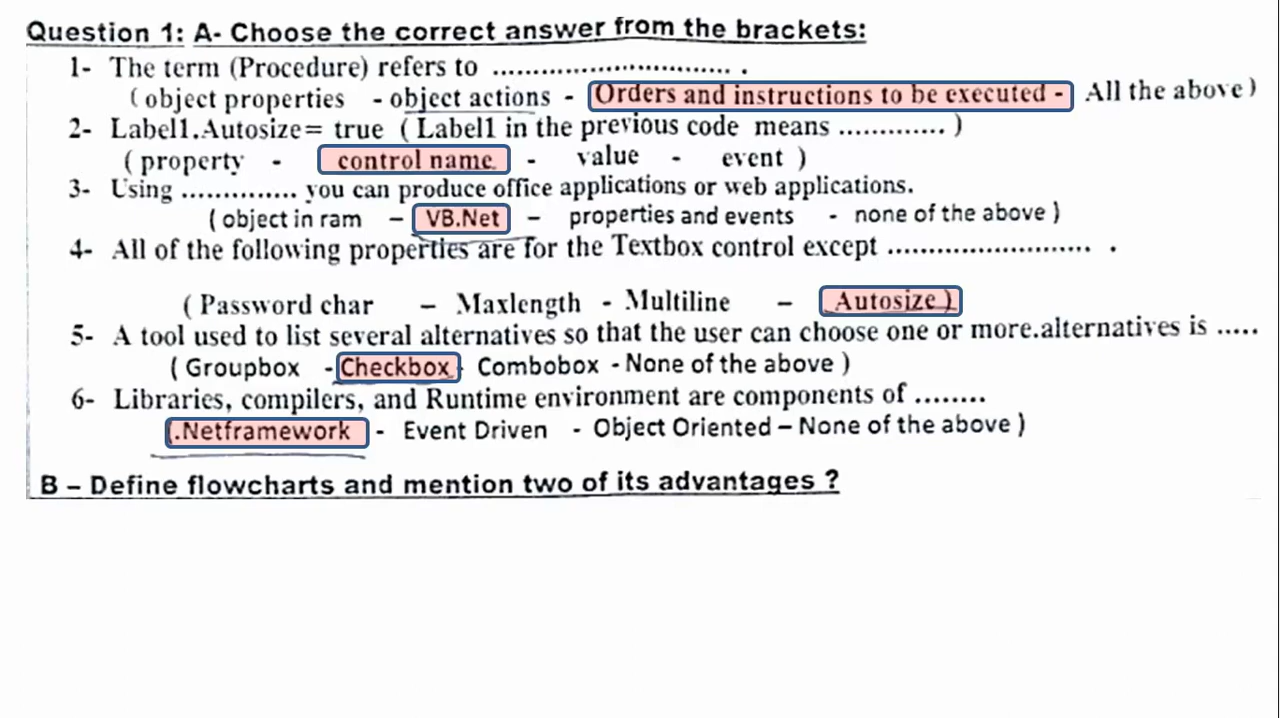 Question 1: A- Choose the correct answer from the brackets:
1- The term (Procedure) refers to .............................. .
( object properties - object actions - Orders and instructions to be executed - All the above )
2- Label1.Autosize= true ( Label1 in the previous code means ............. )
( property - control name - value - event )
3- Using .............. you can produce office applications or web applications.
( object in ram – VB.Net – properties and events - none of the above )
4- All of the following properties are for the Textbox control except .......................... .
( Password char – Maxlength - Multiline – Autosize )
5- A tool used to list several alternatives so that the user can choose one or more.alternatives is .....
( Groupbox - Checkbox Combobox - None of the above )
6- Libraries, compilers, and Runtime environment are components of ........
(.Netframework - Event Driven - Object Oriented – None of the above )
B – Define flowcharts and mention two of its advantages ?